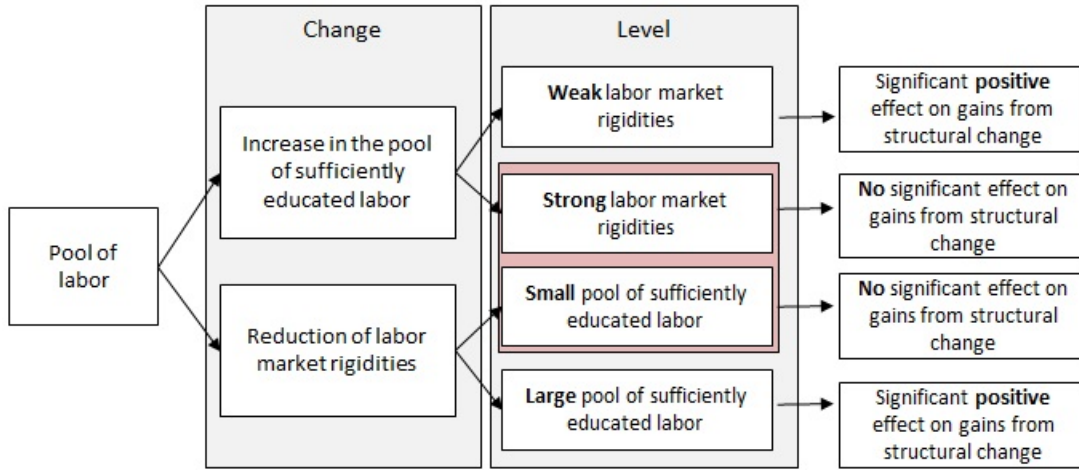 Change
Level
Pool of
labor
Increase in the pool
of sufficiently
educated labor
Reduction of labor
market rigidities
Weak labor market
rigidities
Strong labor market
rigidities
Small pool of sufficiently
educated labor
Large pool of sufficiently
educated labor
Significant positive
effect on gains from
structural change
No significant effect on
gains from structural
change
No significant effect on
gains from structural
change
Significant positive
effect on gains from
structural change